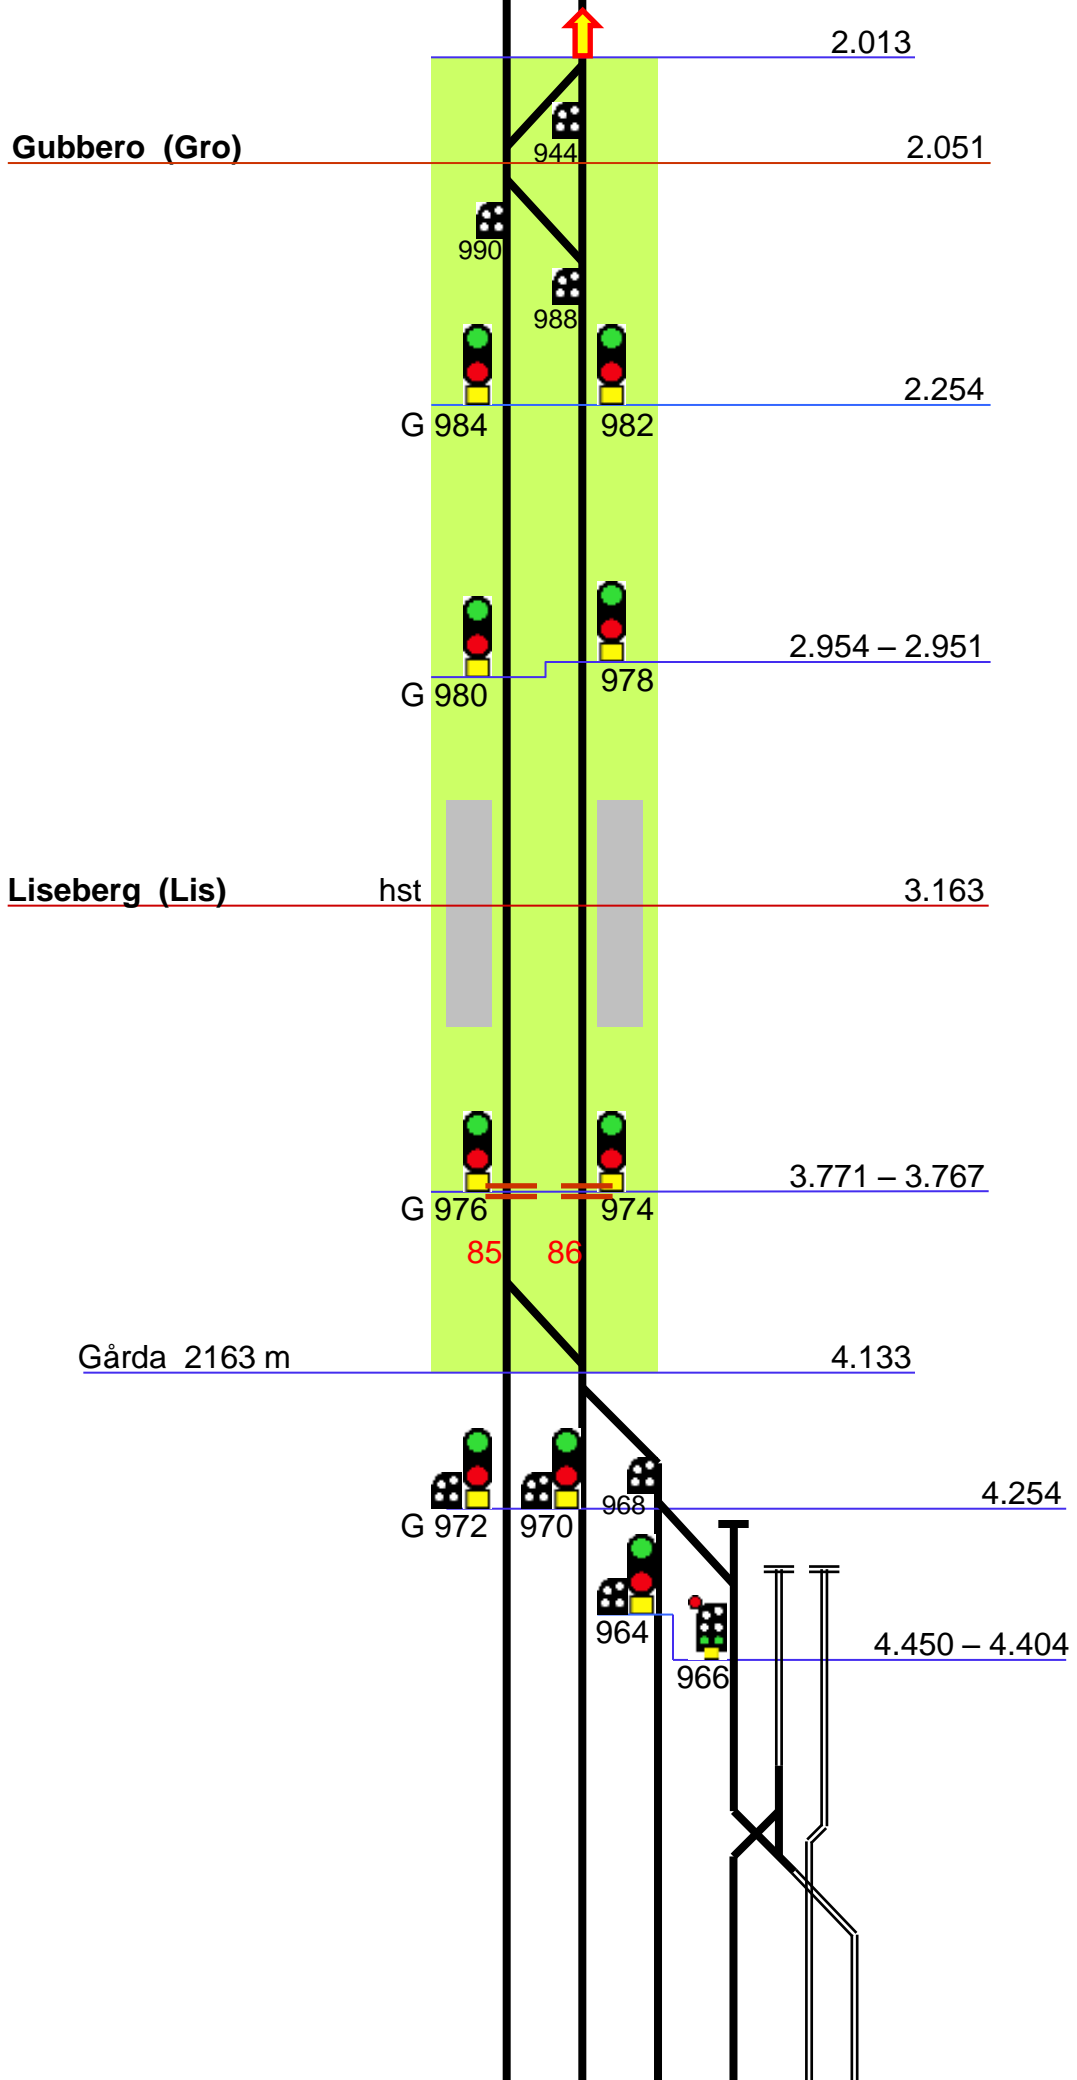 2.013
Gubbero (Gro)
944
2.051
990
988
2.254
G 984
982
2.954 – 2.951
G 980
978
Liseberg (Lis)
hst
3.163
3.771 – 3.767
G 976
974
85
86
Gårda 2163 m
4.133
4.254
968
G 972
970
964
4.450 – 4.404
966